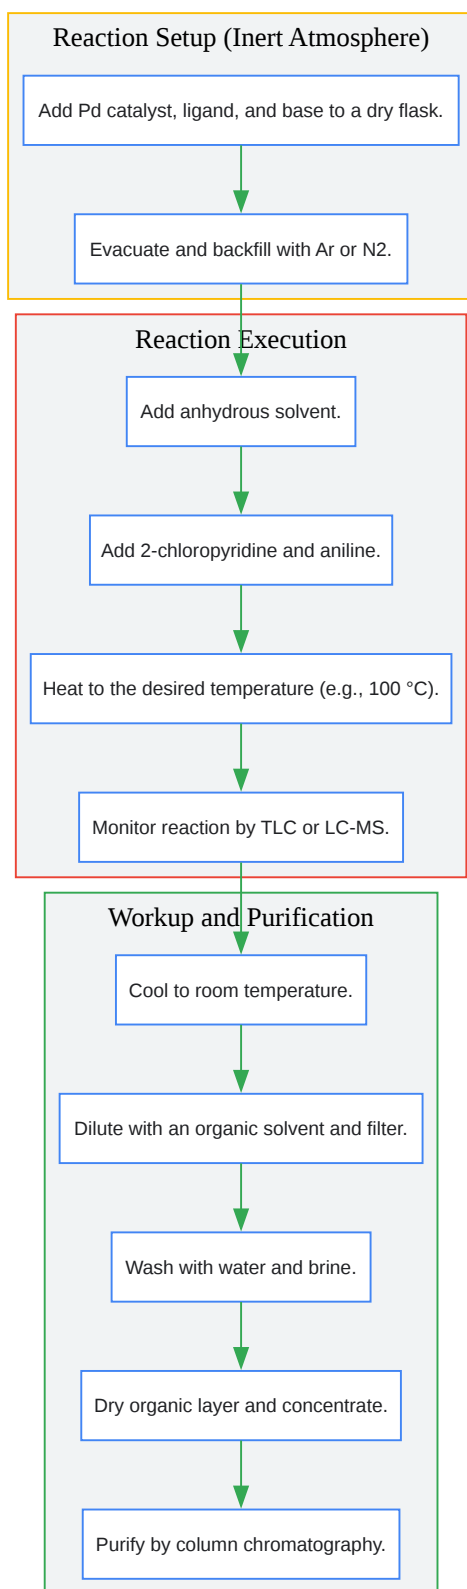 Reaction Setup (Inert Atmosphere)
Add Pd catalyst, ligand, and base to a dry flask.
Evacuate and backfill with Ar or N2.
Reaction Execution
Add anhydrous solvent.
Add 2-chloropyridine and aniline.
Heat to the desired temperature (e.g., 100 °C).
Monitor reaction by TLC or LC-MS.
Workup and Purification
Cool to room temperature.
Dilute with an organic solvent and filter.
Wash with water and brine.
Dry organic layer and concentrate.
Purify by column chromatography.